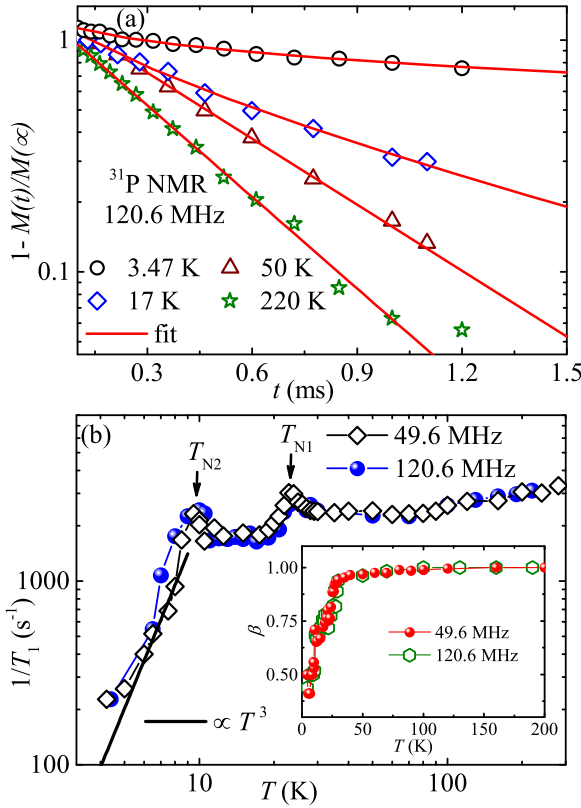 (a)
1
0.1
1- M(t)/M(∝)
31P NMR
120.6 MHz
3.47 K
50 K
17 K
220 K
fit
0.3 0.6 0.9 1.2 1.5
t (ms)
(b)
TN2
TN1
49.6 MHz
120.6 MHz
1000
100
1/T1 (s-1)
∝ T 3
1.00
0.75
0.50
β
49.6 MHz
120.6 MHz
0 50 100 150 200
T (K)
10 100
T (K)